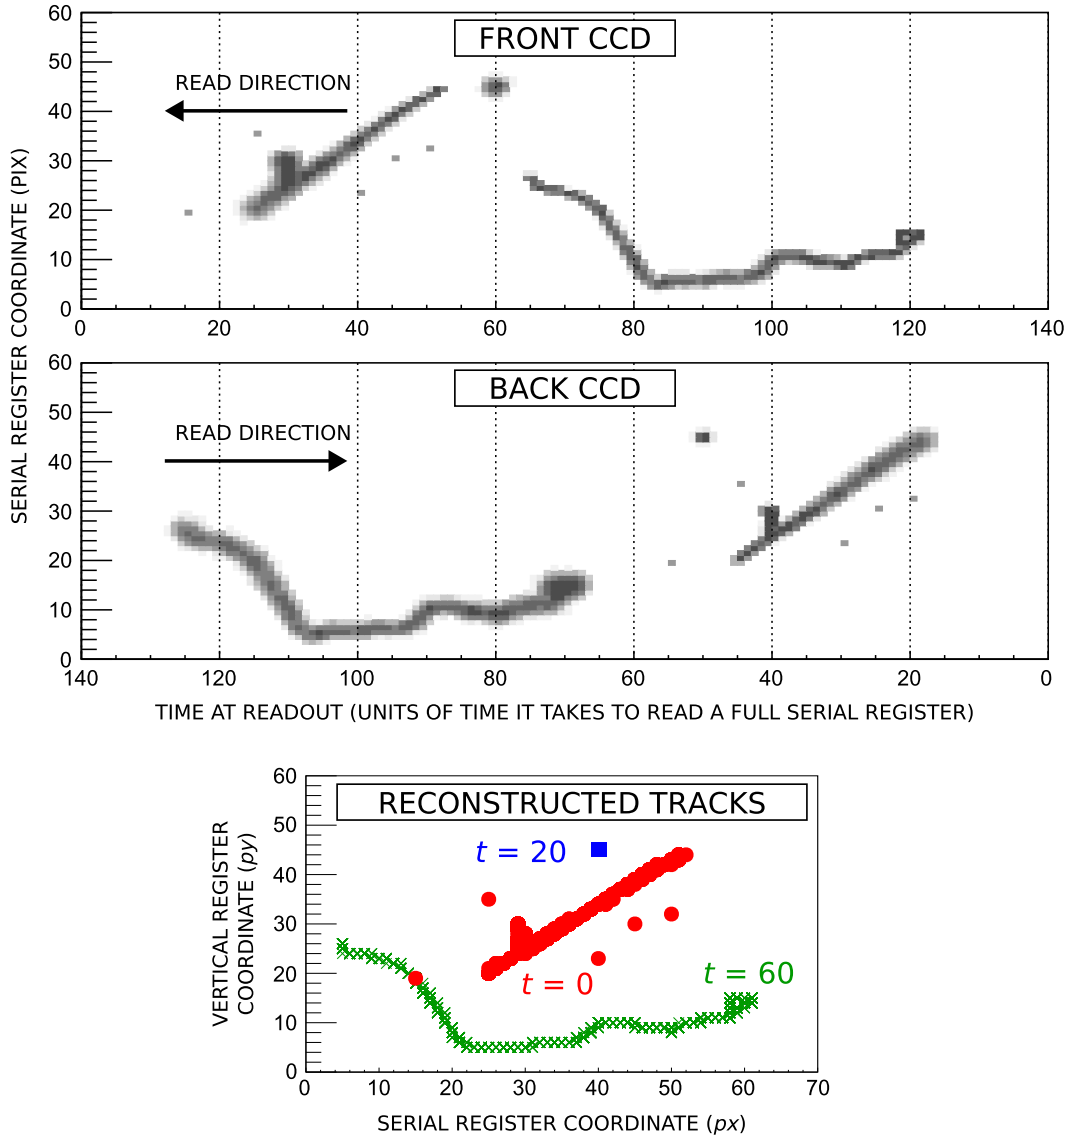 FRONT CCD
READ DIRECTION
60
50
40
30
20
10
0
0 20 40 60 80 100 120 140
SERIAL REGISTER COORDINATE (PIX)
BACK CCD
READ DIRECTION
60
50
40
30
20
10
0
140 120 100 80 60 40 20 0
TIME AT READOUT (UNITS OF TIME IT TAKES TO READ A FULL SERIAL REGISTER)
RECONSTRUCTED TRACKS
60
50
40
30
20
10
0
VERTICAL REGISTER
COORDINATE (py)
t = 20
t = 60
t = 0
0 10 20 30 40 50 60 70
SERIAL REGISTER COORDINATE (px)